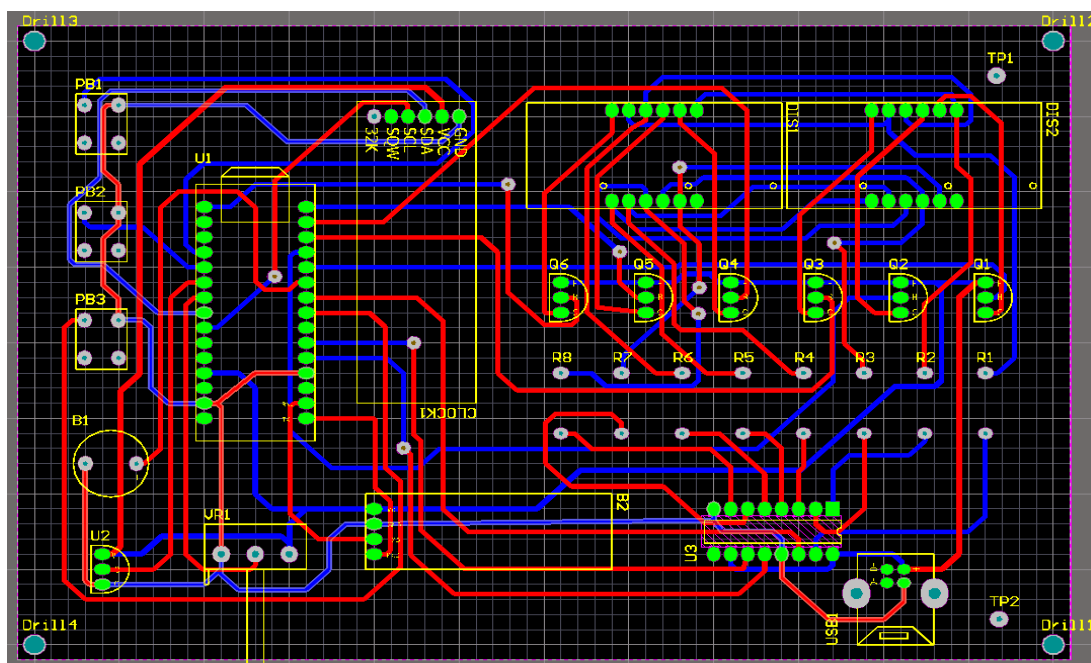 Drill3
Drill2
PB1
TP1
DIS1
DIS2
32K
SQW
SCL
SDA
VCC
GND
U1
PB2
Q6
Q5
Q4
Q3
Q2
Q1
PB3
R8
R7
R6
R5
R4
R3
R2
R1
CLOCK1
B1
B2
VR1
U2
U3
USB1
TP2
Drill4
Drill1